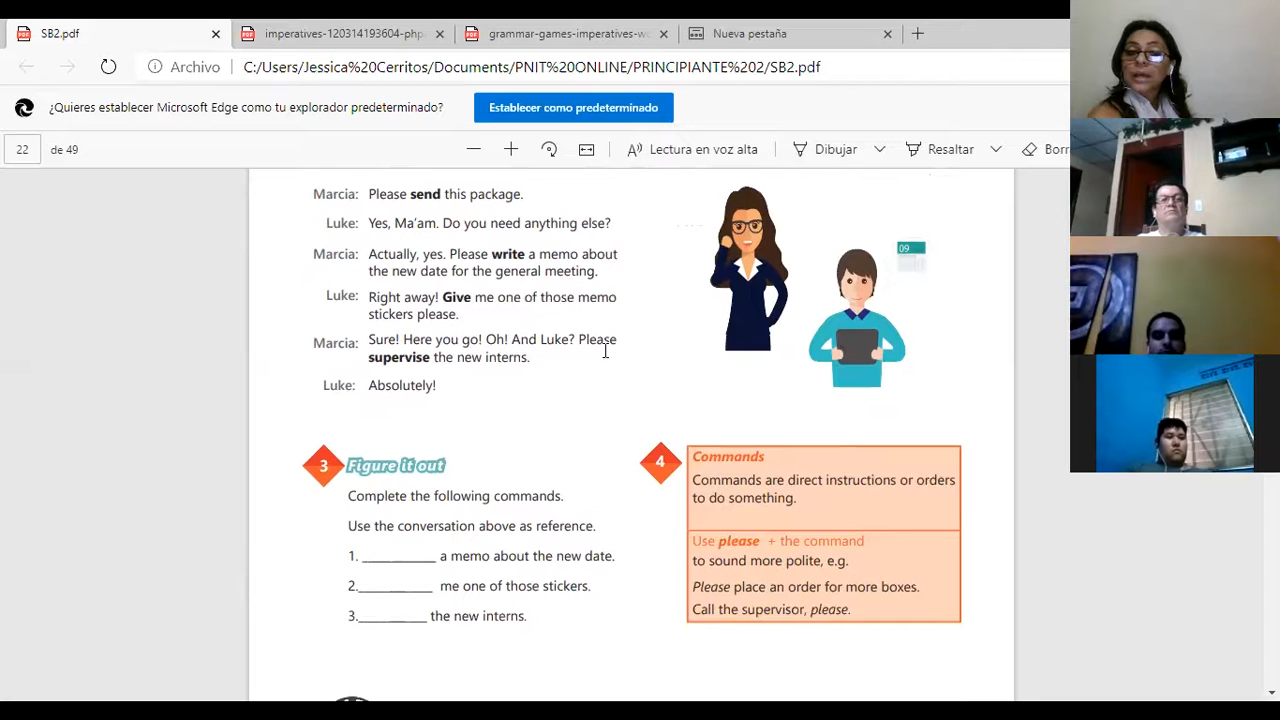 SB2.pdf
imperatives-120314193604-php
grammar-games-imperatives-wo
Nueva pestaña
Archivo
C:/Users/Jessica%20Cerritos/Documents/PNIT%20ONLINE/PRINCIPIANTE%202/SB2.pdf
¿Quieres establecer Microsoft Edge como tu explorador predeterminado?
Establecer como predeterminado
22
de 49
Lectura en voz alta
Dibujar
Resaltar
Borr
Marcia: Please send this package.
Luke: Yes, Ma'am. Do you need anything else?
Marcia: Actually, yes. Please write a memo about
the new date for the general meeting.
Luke: Right away! Give me one of those memo
stickers please.
Marcia: Sure! Here you go! Oh! And Luke? Please
supervise the new interns.
Luke: Absolutely!
09
3 Figure it out
Complete the following commands.
Use the conversation above as reference.
1. ___________ a memo about the new date.
2.___________ me one of those stickers.
3.__________ the new interns.
4
Commands
Commands are direct instructions or orders
to do something.
Use please + the command
to sound more polite, e.g.
Please place an order for more boxes.
Call the supervisor, please.